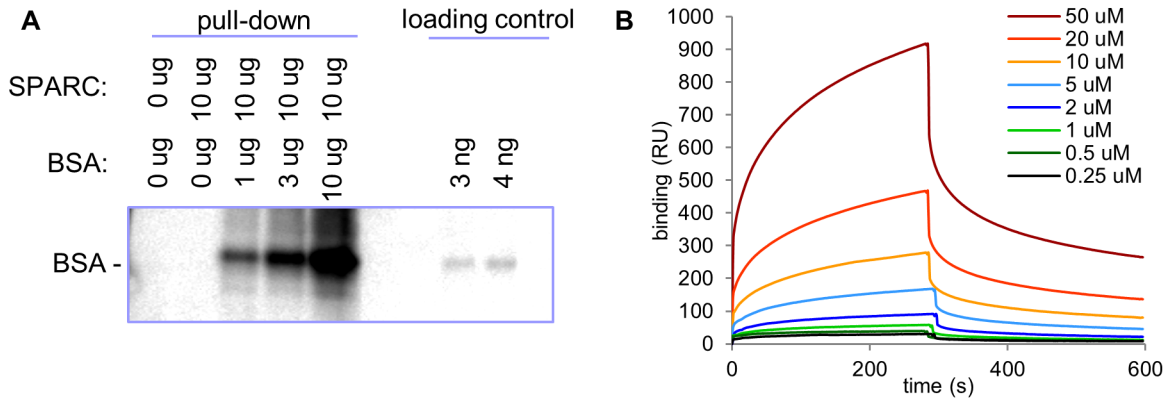 A
pull-down
loading control
SPARC:
0 ug
10 ug
10 ug
10 ug
10 ug
BSA:
0 ug
0 ug
1 ug
3 ug
10 ug
3 ng
4 ng
BSA -
B
1000
900
800
700
600
500
400
300
200
100
0
binding (RU)
0
200
400
600
time (s)
50 uM
20 uM
10 uM
5 uM
2 uM
1 uM
0.5 uM
0.25 uM